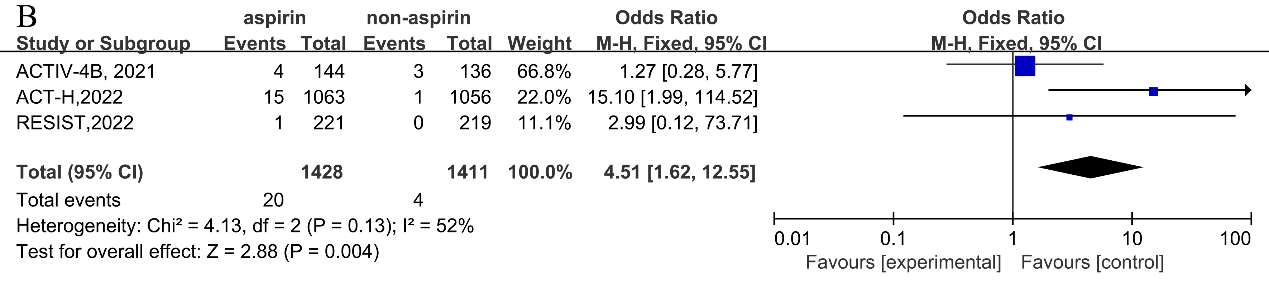 B
aspirin non-aspirin Odds Ratio Odds Ratio
Study or Subgroup Events Total Events Total Weight M-H, Fixed, 95% CI M-H, Fixed, 95% CI
ACTIV-4B, 2021 4 144 3 136 66.8% 1.27 [0.28, 5.77]
ACT-H,2022 15 1063 1 1056 22.0% 15.10 [1.99, 114.52]
RESIST,2022 1 221 0 219 11.1% 2.99 [0.12, 73.71]
Total (95% CI) 1428 1411 100.0% 4.51 [1.62, 12.55]
Total events 20 4
Heterogeneity: Chi² = 4.13, df = 2 (P = 0.13); I² = 52%
Test for overall effect: Z = 2.88 (P = 0.004)
0.01 0.1 1 10 100
Favours [experimental] Favours [control]